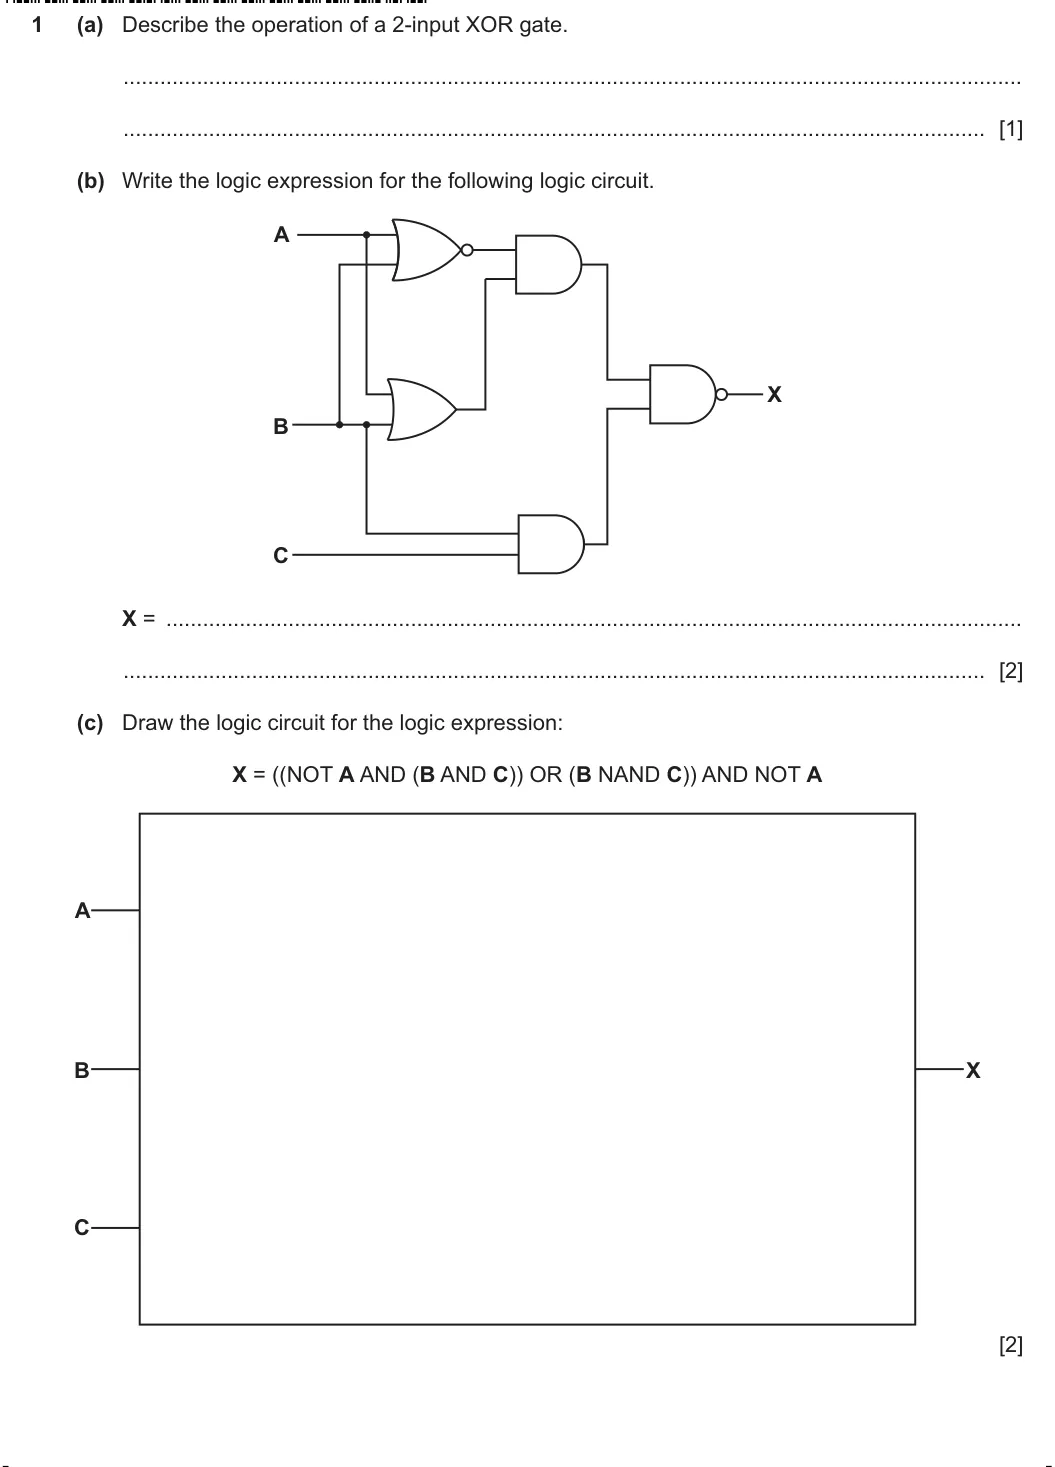 1 (a) Describe the operation of a 2-input XOR gate.
[1]
(b) Write the logic expression for the following logic circuit.
A
X
B
C
X =
[2]
(c) Draw the logic circuit for the logic expression:
X = ((NOT A AND (B AND C)) OR (B NAND C)) AND NOT A
A
B
X
C
[2]